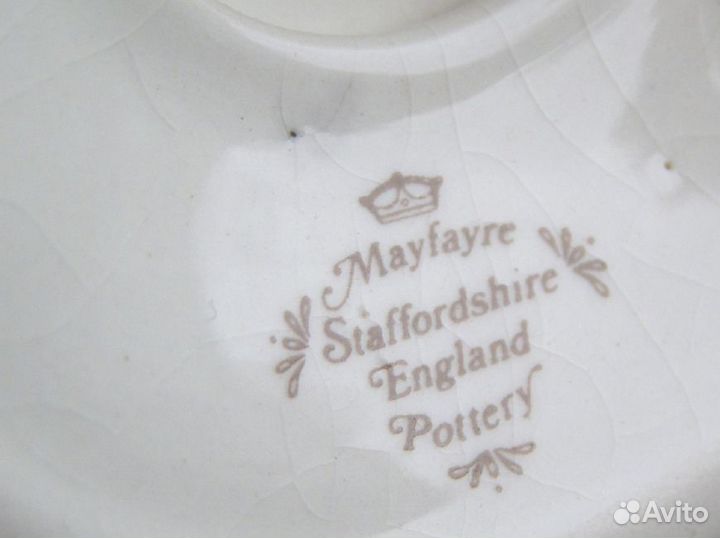 Mayfayre
Staffordshire
England
Pottery
Avito